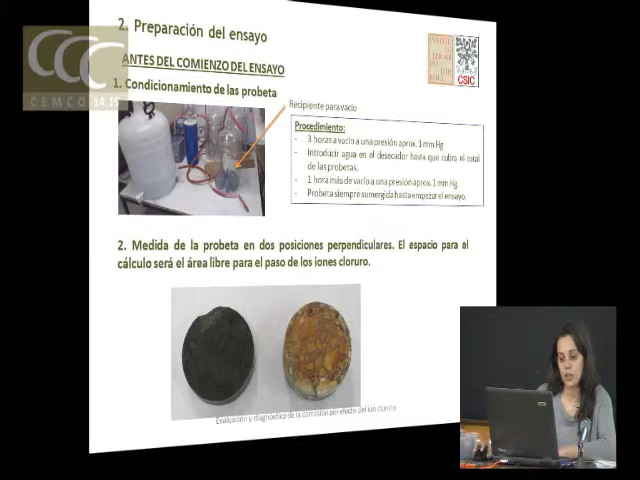 2. Preparación del ensayo
CCC
CEMCO 14.15
ANTES DEL COMIENZO DEL ENSAYO
1. Condicionamiento de las probeta
CSIC
Recipiente para vacío
Procedimiento:
- 3 horas a vacío a una presión aprox. 1 mm Hg
- Introducir agua en el desecador hasta que cubra el total
de las probetas.
- 1 hora más de vacío a una presión aprox. 1 mm Hg
- Probeta siempre sumergida hasta empezar el ensayo.
2. Medida de la probeta en dos posiciones perpendiculares. El espacio para el
cálculo será el área libre para el paso de los iones cloruro.
Evaluación y diagnóstico de la corrosión por efecto del ion cloruro